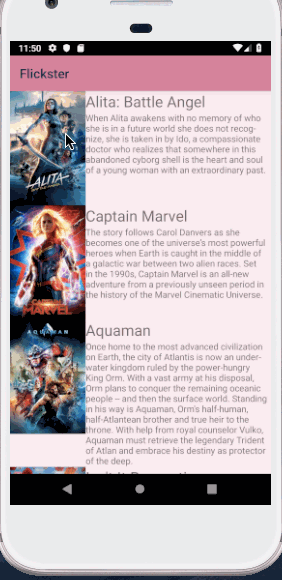 11:50
Flickster
Alita: Battle Angel
When Alita awakens with no memory of who
she is in a future world she does not recog-
nize, she is taken in by Ido, a compassionate
doctor who realizes that somewhere in this
abandoned cyborg shell is the heart and soul
of a young woman with an extraordinary past.
ALITA
Captain Marvel
The story follows Carol Danvers as she
becomes one of the universe's most powerful
heroes when Earth is caught in the middle of
a galactic war between two alien races. Set
in the 1990s, Captain Marvel is an all-new
adventure from a previously unseen period in
the history of the Marvel Cinematic Universe.
CAPTAIN
MARVEL
AQUAMAN
Aquaman
Once home to the most advanced civilization
on Earth, the city of Atlantis is now an under-
water kingdom ruled by the power-hungry
King Orm. With a vast army at his disposal,
Orm plans to conquer the remaining oceanic
people – and then the surface world. Standing
in his way is Aquaman, Orm's half-human,
half-Atlantean brother and true heir to the
throne. With help from royal counselor Vulko,
Aquaman must retrieve the legendary Trident
of Atlan and embrace his destiny as protector
of the deep.